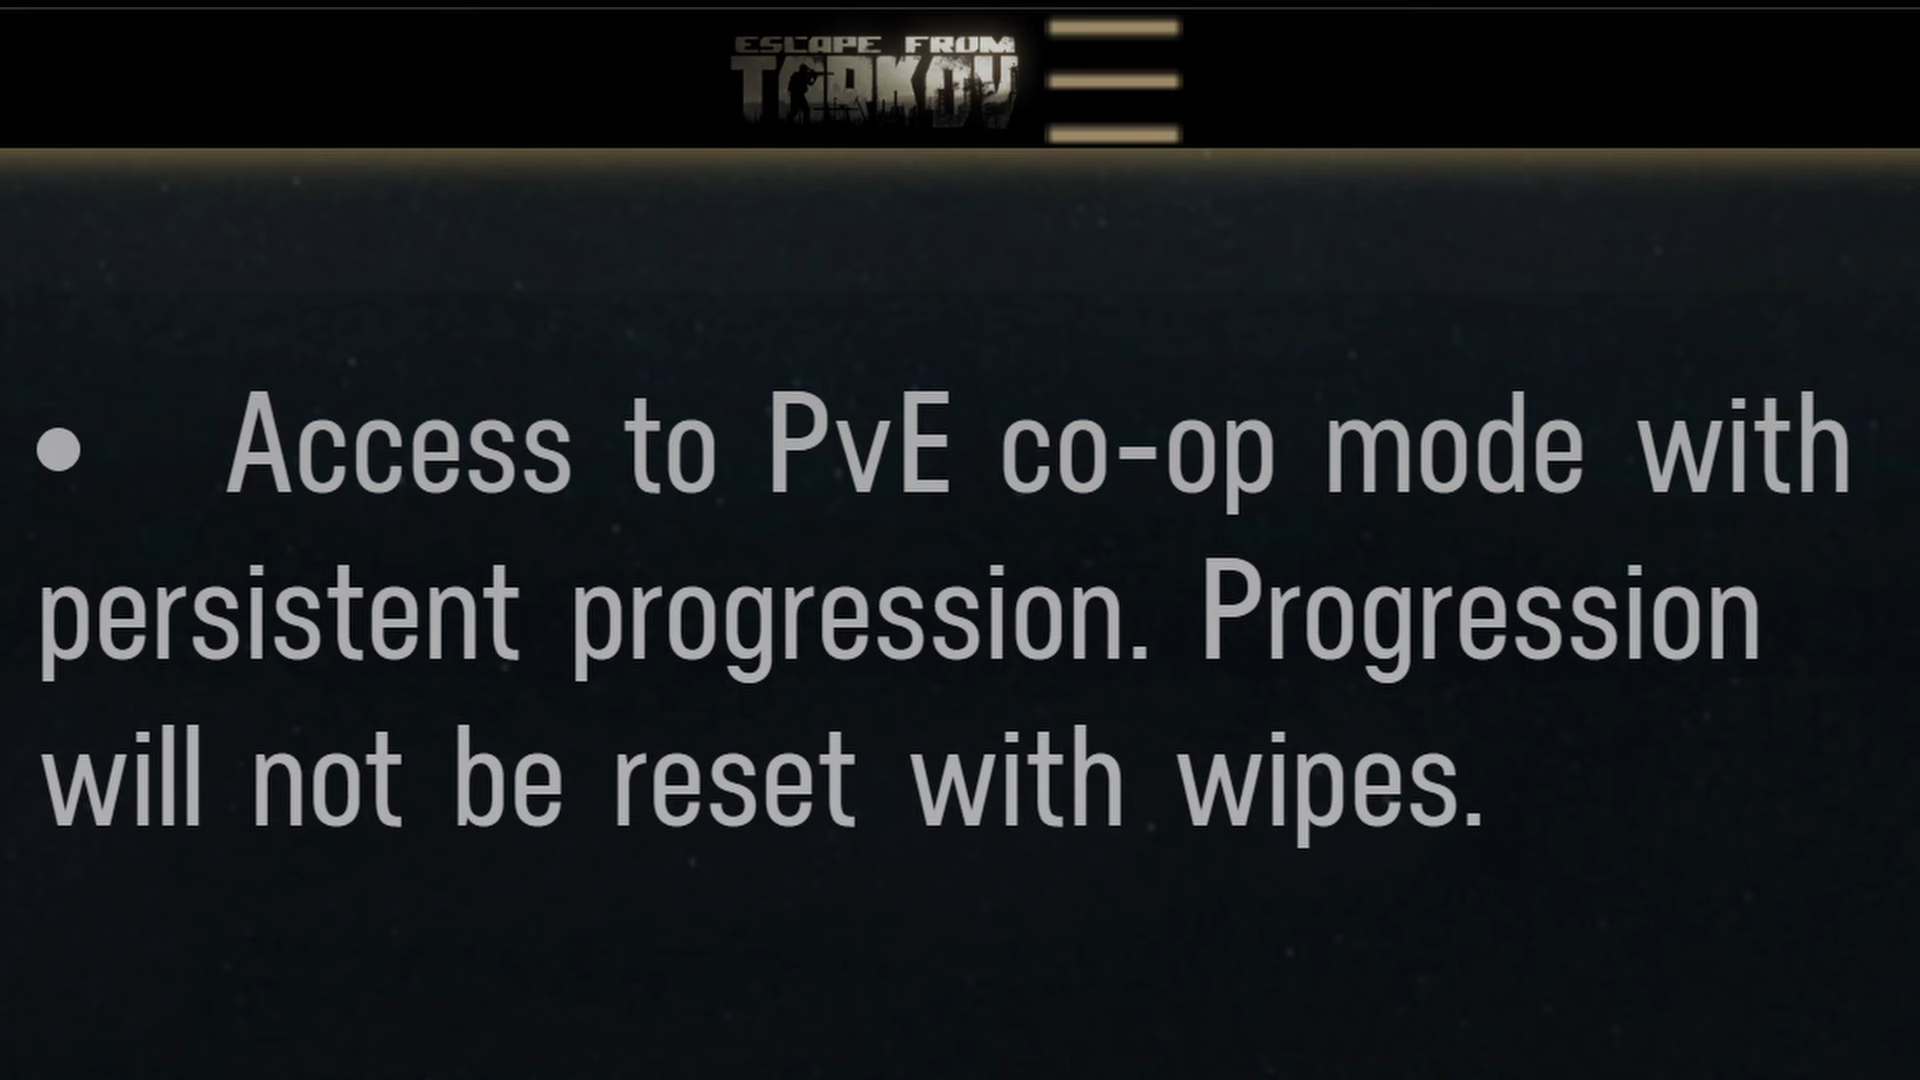 ESCAPE FROM
TARKOV
• Access to PvE co-op mode with
persistent progression. Progression
will not be reset with wipes.